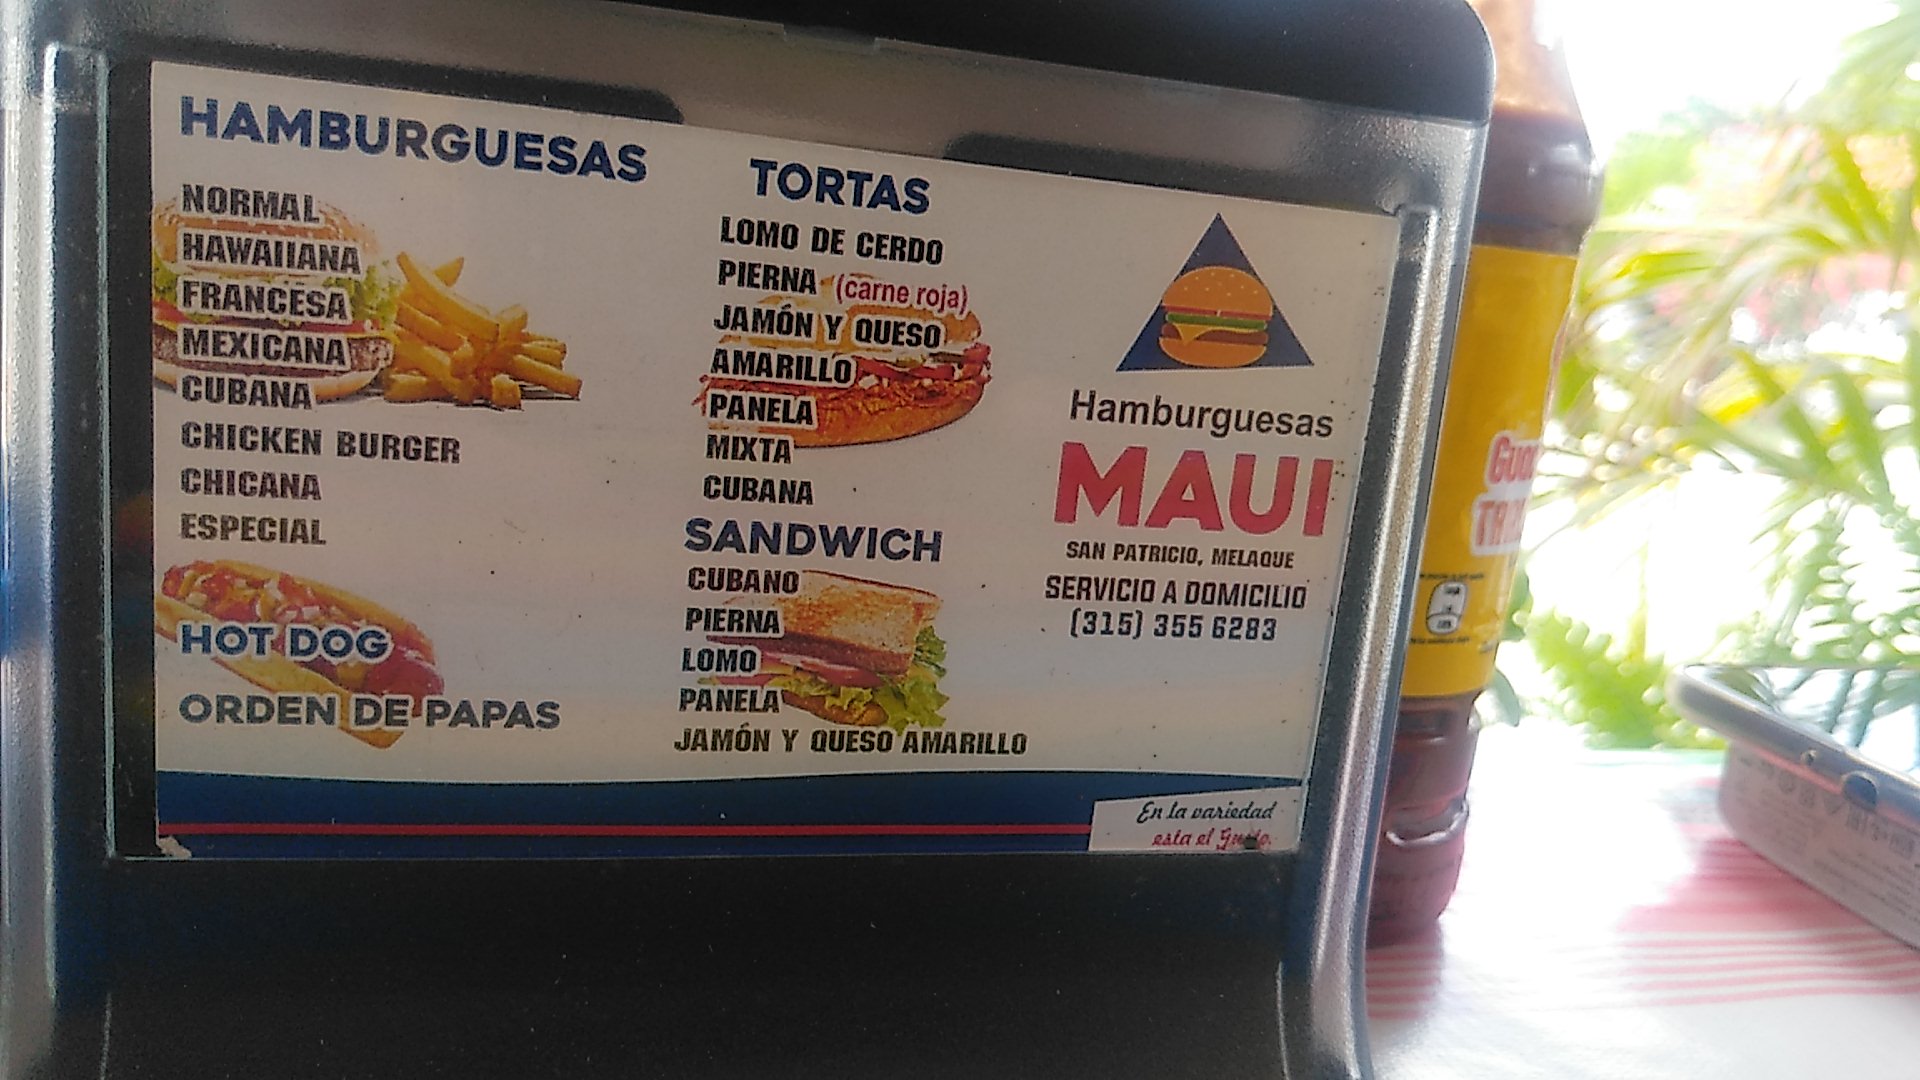 HAMBURGUESAS
NORMAL
HAWAIIANA
FRANCESA
MEXICANA
CUBANA
CHICKEN BURGER
CHICANA
ESPECIAL
HOT DOG
ORDEN DE PAPAS
TORTAS
LOMO DE CERDO
PIERNA (carne roja)
JAMÓN Y QUESO
AMARILLO
PANELA
MIXTA
CUBANA
SANDWICH
CUBANO
PIERNA
LOMO
PANELA
JAMÓN Y QUESO AMARILLO
Hamburguesas
MAUI
SAN PATRICIO, MELAQUE
SERVICIO A DOMICILIO
(315) 355 6283
En la variedad
esta el